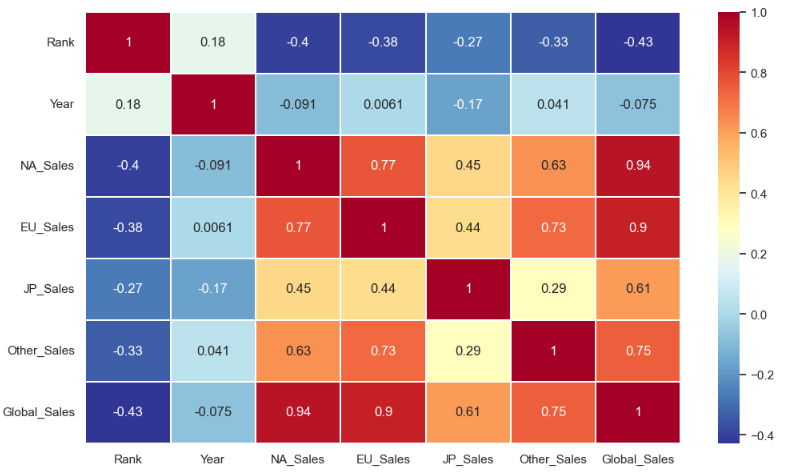 Rank 1 0.18 -0.4 -0.38 -0.27 -0.33 -0.43
Year 0.18 1 -0.091 0.0061 -0.17 0.041 -0.075
NA_Sales -0.4 -0.091 1 0.77 0.45 0.63 0.94
EU_Sales -0.38 0.0061 0.77 1 0.44 0.73 0.9
JP_Sales -0.27 -0.17 0.45 0.44 1 0.29 0.61
Other_Sales -0.33 0.041 0.63 0.73 0.29 1 0.75
Global_Sales -0.43 -0.075 0.94 0.9 0.61 0.75 1
Rank Year NA_Sales EU_Sales JP_Sales Other_Sales Global_Sales
1.0
0.8
0.6
0.4
0.2
0.0
-0.2
-0.4